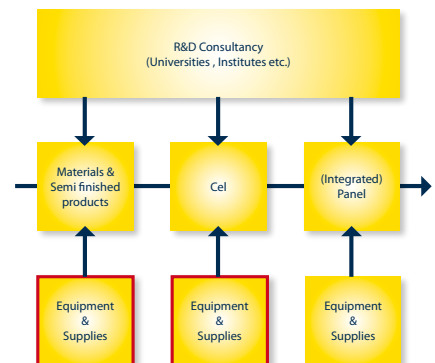 R&D Consultancy
(Universities , Institutes etc.)
Materials &
Semi finished
products
Cel
(Integrated)
Panel
Equipment
&
Supplies
Equipment
&
Supplies
Equipment
&
Supplies